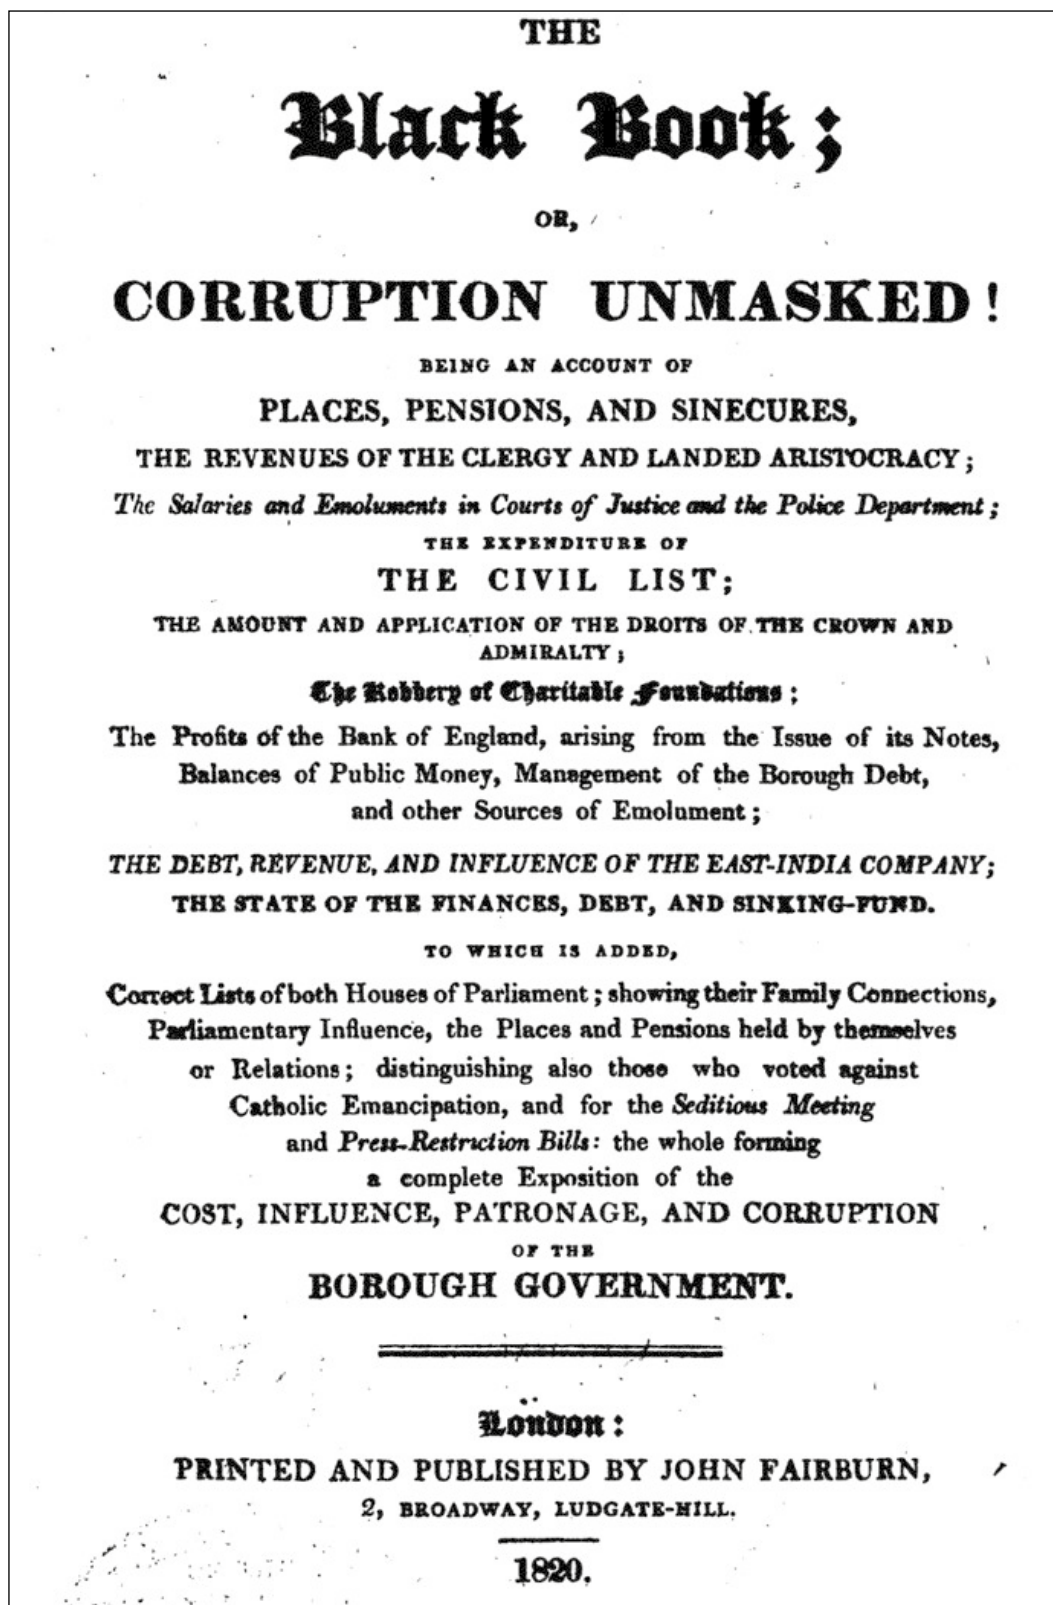 THE
Black Book;
OR,
CORRUPTION UNMASKED!
BEING AN ACCOUNT OF
PLACES, PENSIONS, AND SINECURES,
THE REVENUES OF THE CLERGY AND LANDED ARISTOCRACY;
The Salaries and Emoluments in Courts of Justice and the Police Department;
THE EXPENDITURE OF
THE CIVIL LIST;
THE AMOUNT AND APPLICATION OF THE DROITS OF THE CROWN AND
ADMIRALTY;
The Robbery of Charitable Foundations;
The Profits of the Bank of England, arising from the Issue of its Notes,
Balances of Public Money, Management of the Borough Debt,
and other Sources of Emolument;
THE DEBT, REVENUE, AND INFLUENCE OF THE EAST-INDIA COMPANY;
THE STATE OF THE FINANCES, DEBT, AND SINKING-FUND.
TO WHICH IS ADDED,
Correct Lists of both Houses of Parliament; showing their Family Connections,
Parliamentary Influence, the Places and Pensions held by themselves
or Relations; distinguishing also those who voted against
Catholic Emancipation, and for the Seditious Meeting
and Press-Restriction Bills: the whole forming
a complete Exposition of the
COST, INFLUENCE, PATRONAGE, AND CORRUPTION
OF THE
BOROUGH GOVERNMENT.
London:
PRINTED AND PUBLISHED BY JOHN FAIRBURN,
2, BROADWAY, LUDGATE-HILL.
1820.